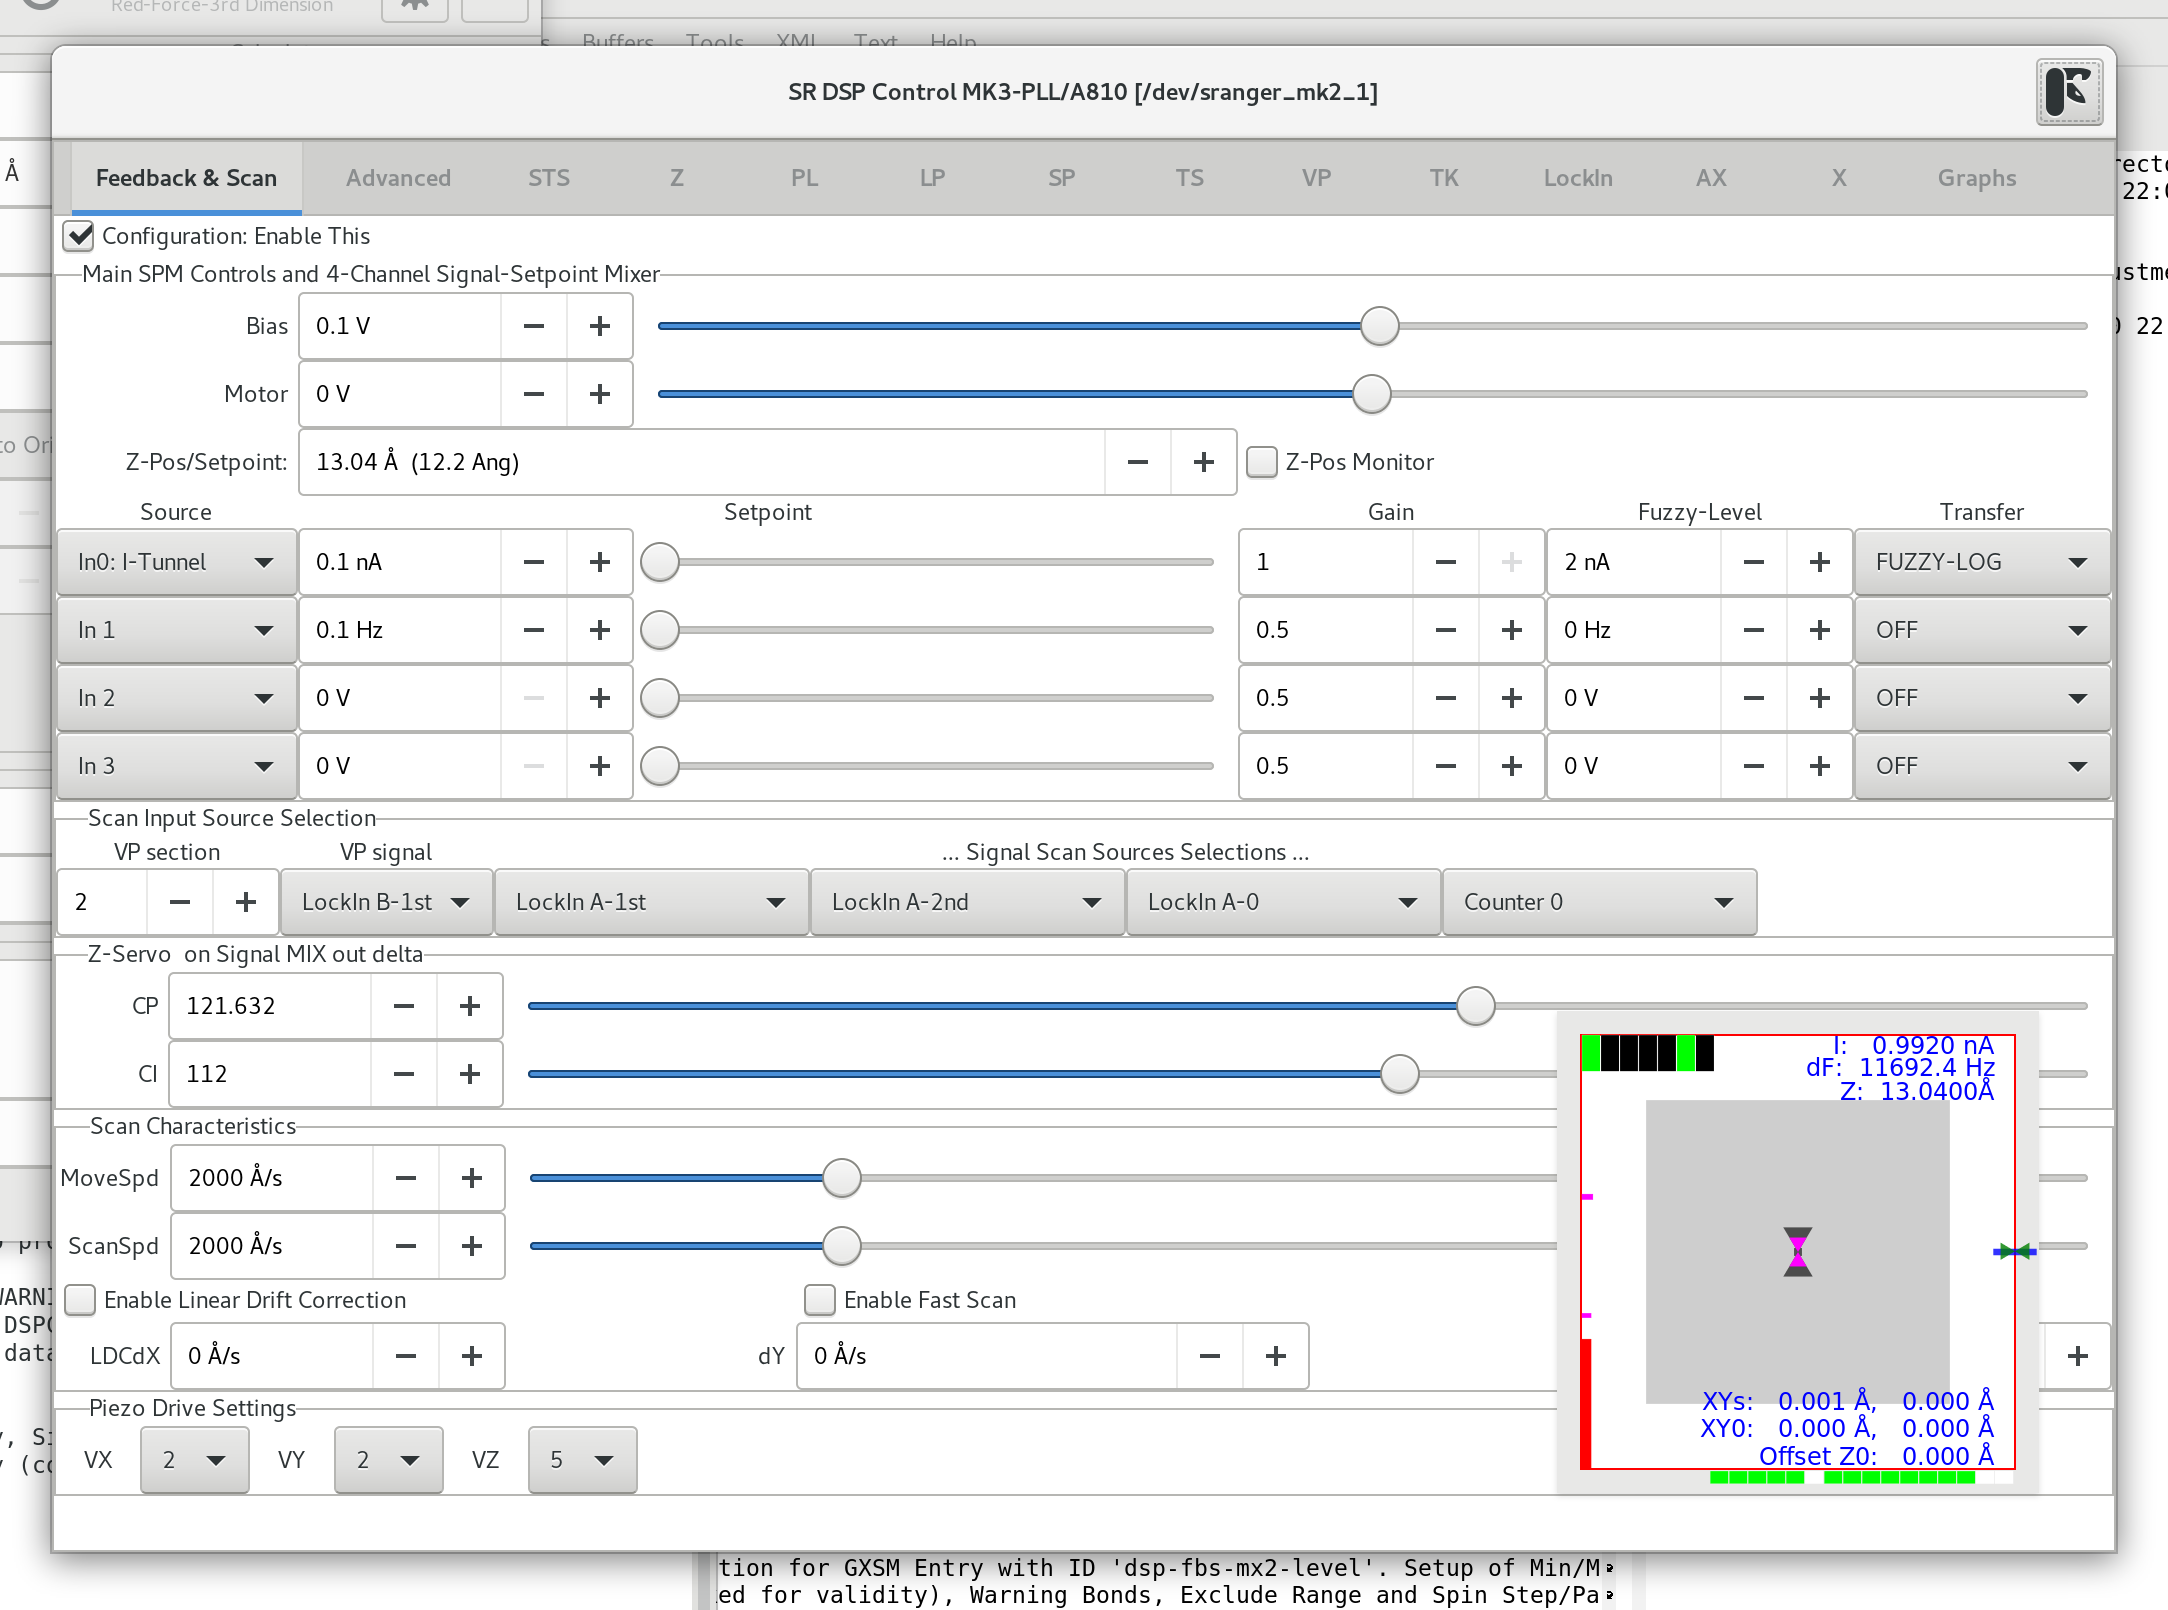 Red-Force-3rd Dimension
Buffers Tools XML Text Help
SR DSP Control MK3-PLL/A810 [/dev/sranger_mk2_1]
Feedback & Scan Advanced STS Z PL LP SP TS VP TK LockIn AX X Graphs
Å
22:
Configuration: Enable This
Main SPM Controls and 4-Channel Signal-Setpoint Mixer
Bias 0.1 V
22
Motor 0 V
to Ori
Z-Pos/Setpoint: 13.04 Å (12.2 Ang) Z-Pos Monitor
Source Setpoint Gain Fuzzy-Level Transfer
In0: I-Tunnel 0.1 nA 1 2 nA FUZZY-LOG
In 1 0.1 Hz 0.5 0 Hz OFF
In 2 0 V 0.5 0 V OFF
In 3 0 V 0.5 0 V OFF
Scan Input Source Selection
VP section VP signal ... Signal Scan Sources Selections ...
2 LockIn B-1st LockIn A-1st LockIn A-2nd LockIn A-0 Counter 0
Z-Servo on Signal MIX out delta
CP 121.632
CI 112
I: 0.9920 nA
dF: 11692.4 Hz
Z: 13.0400Å
Scan Characteristics
MoveSpd 2000 Å/s
ScanSpd 2000 Å/s
Enable Linear Drift Correction Enable Fast Scan
LDCdX 0 Å/s dY 0 Å/s
XYs: 0.001 Å, 0.000 Å
XY0: 0.000 Å, 0.000 Å
Offset Z0: 0.000 Å
Piezo Drive Settings
VX 2 VY 2 VZ 5
tion for GXSM Entry with ID 'dsp-fbs-mx2-level'. Setup of Min/M
ed for validity), Warning Bonds, Exclude Range and Spin Step/Pa